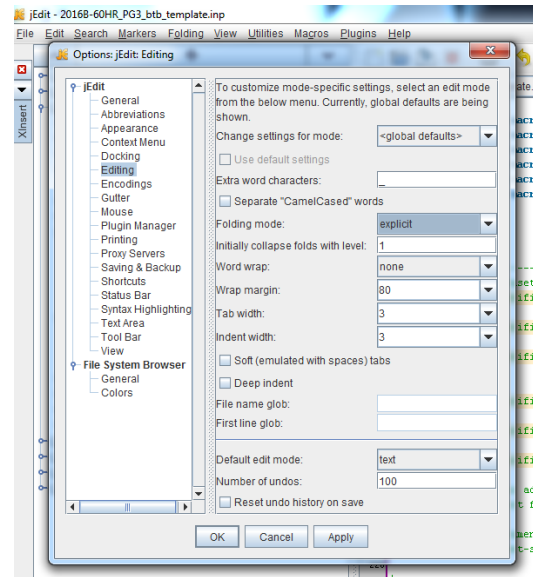 jEdit - 2016B-60HR_PG3_btb_template.inp
File Edit Search Markers Folding View Utilities Macros Plugins Help
Options: jEdit: Editing
XInsert
jEdit
General
Abbreviations
Appearance
Context Menu
Docking
Editing
Encodings
Gutter
Mouse
Plugin Manager
Printing
Proxy Servers
Saving & Backup
Shortcuts
Status Bar
Syntax Highlighting
Text Area
Tool Bar
View
File System Browser
General
Colors
To customize mode-specific settings, select an edit mode
from the below menu. Currently, global defaults are being
shown.
Change settings for mode: <global defaults>
Use default settings
Extra word characters: _
Separate "CamelCased" words
Folding mode: explicit
Initially collapse folds with level: 1
Word wrap: none
Wrap margin: 80
Tab width: 3
Indent width: 3
Soft (emulated with spaces) tabs
Deep indent
File name glob:
First line glob:
Default edit mode: text
Number of undos: 100
Reset undo history on save
OK Cancel Apply